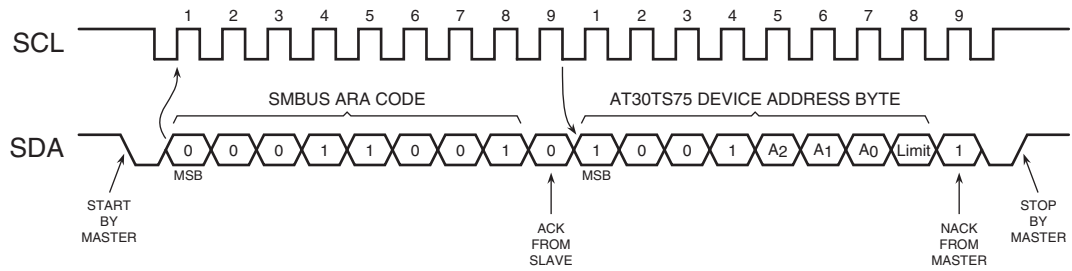 1 2 3 4 5 6 7 8 9 1 2 3 4 5 6 7 8 9
SCL
SMBUS ARA CODE AT30TS75 DEVICE ADDRESS BYTE
SDA
0 0 0 1 1 0 0 1 0 1 0 0 1 A2 A1 A0 Limit 1
MSB MSB
START
BY
MASTER
ACK
FROM
SLAVE
NACK
FROM
MASTER
STOP
BY
MASTER